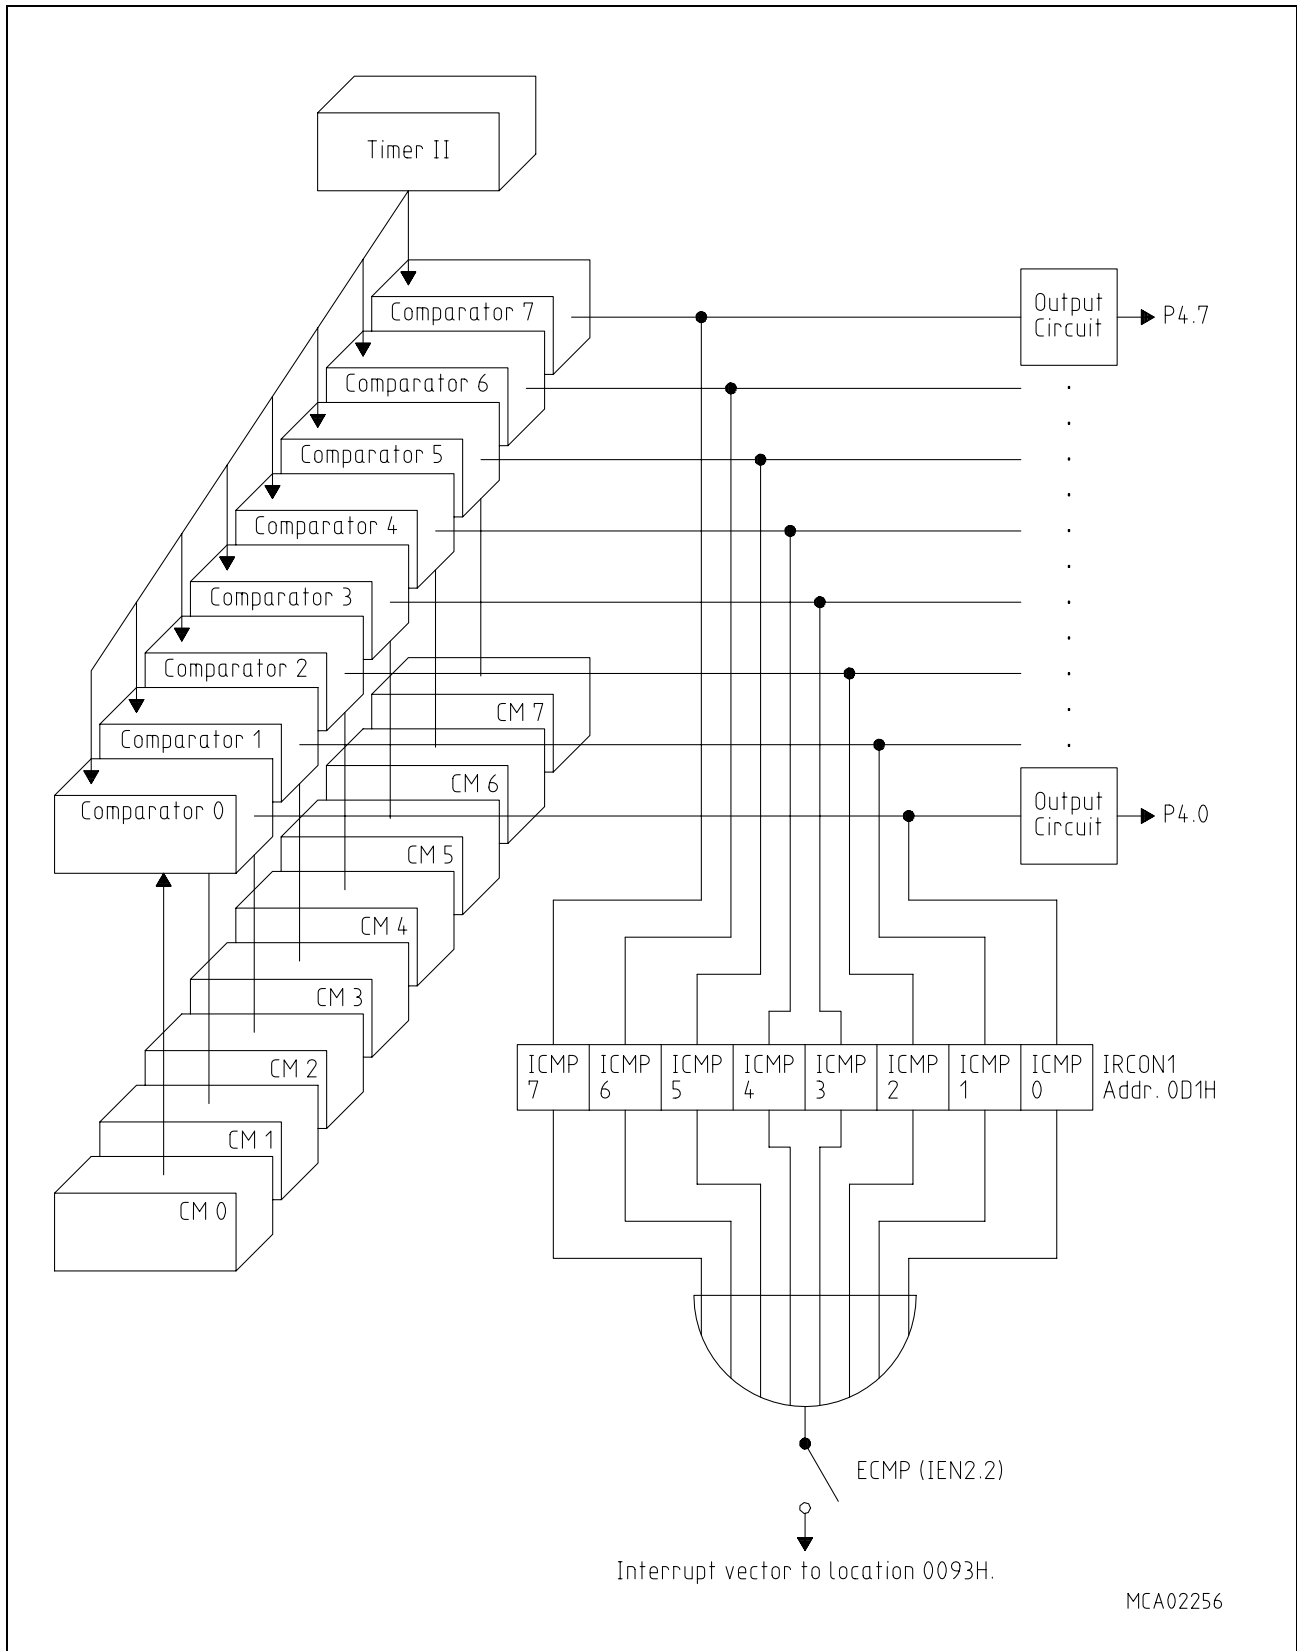 Timer II
Comparator 7
Comparator 6
Comparator 5
Comparator 4
Comparator 3
Comparator 2
Comparator 1
Comparator 0
Output
Circuit
P4.7
Output
Circuit
P4.0
CM 7
CM 6
CM 5
CM 4
CM 3
CM 2
CM 1
CM 0
ICMP
7
ICMP
6
ICMP
5
ICMP
4
ICMP
3
ICMP
2
ICMP
1
ICMP
0
IRCON1
Addr. 0D1H
ECMP (IEN2.2)
Interrupt vector to location 0093H.
MCA02256